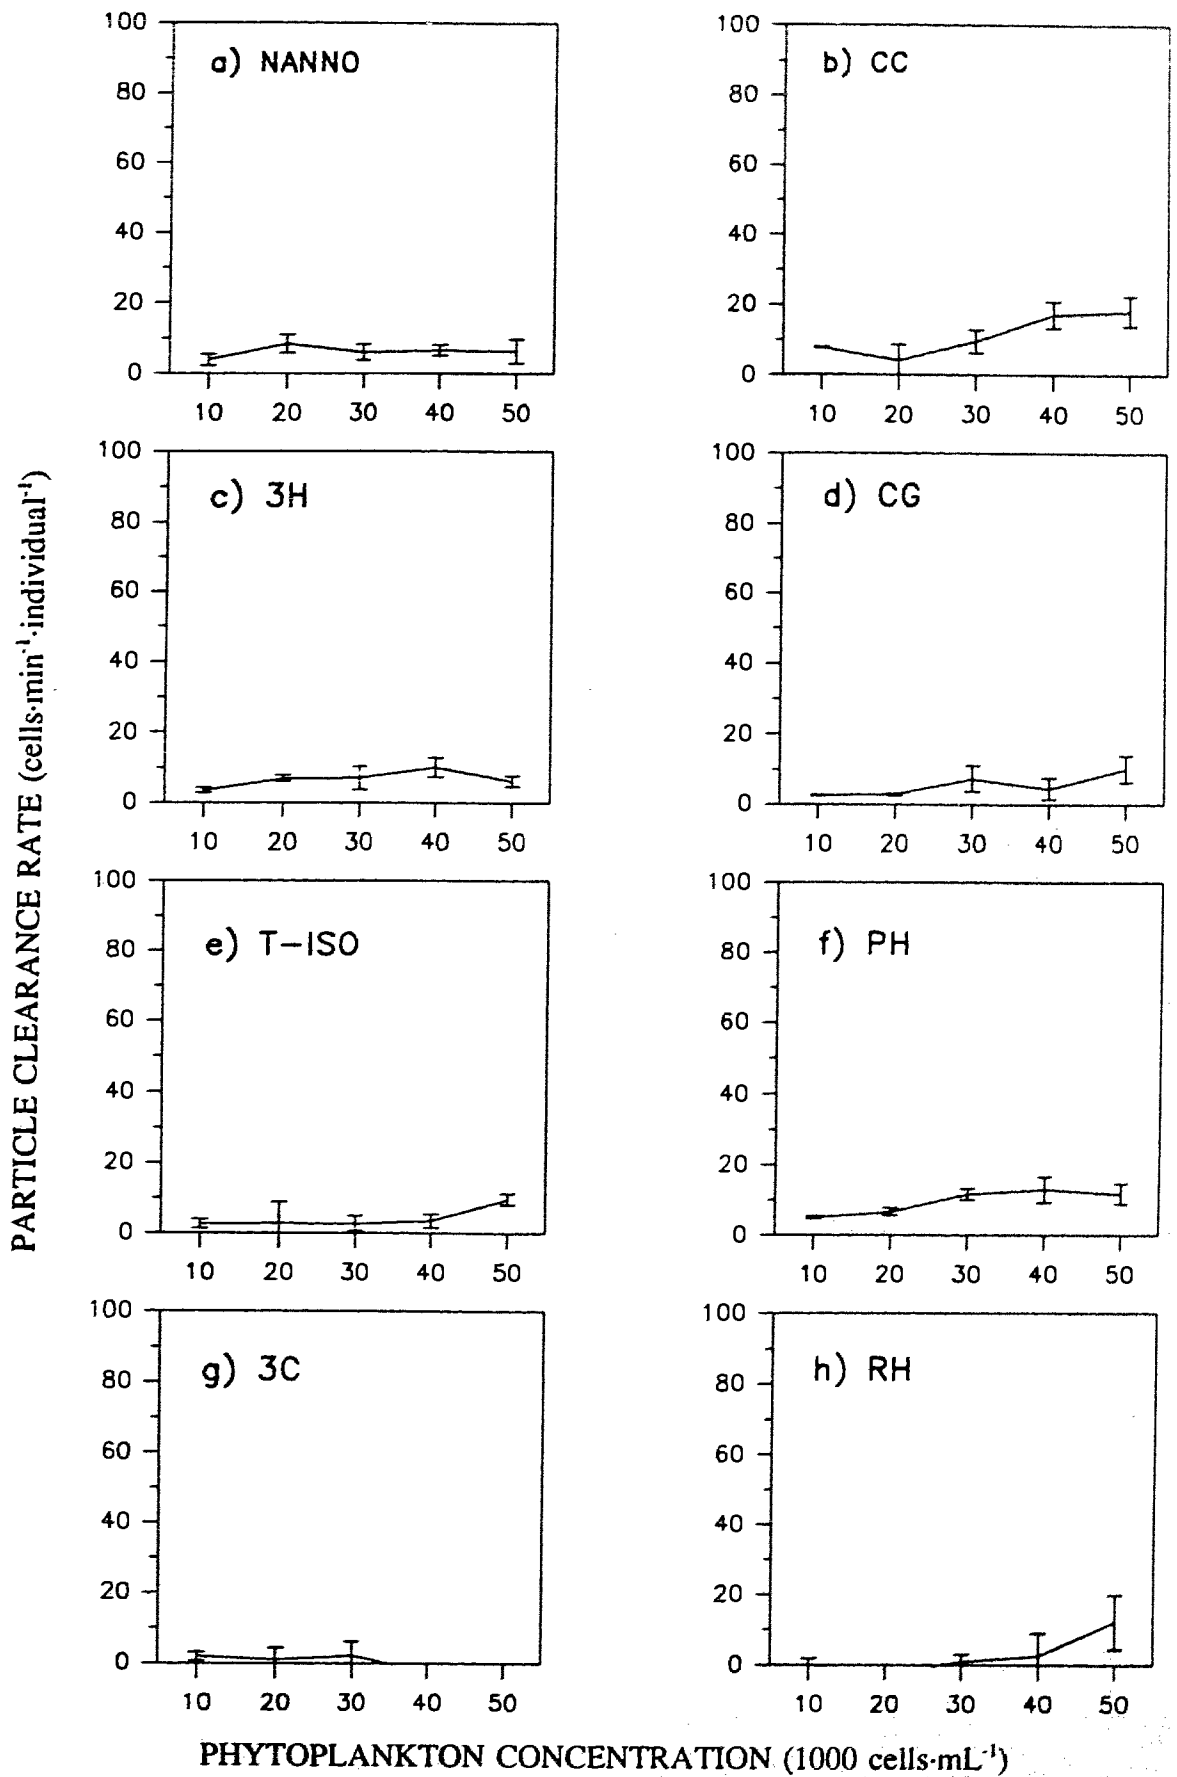 PARTICLE CLEARANCE RATE (cells·min⁻¹·individual⁻¹)
a) NANNO
100
80
60
40
20
0
10 20 30 40 50
b) CC
100
80
60
40
20
0
10 20 30 40 50
c) 3H
100
80
60
40
20
0
10 20 30 40 50
d) CG
100
80
60
40
20
0
10 20 30 40 50
e) T-ISO
100
80
60
40
20
0
10 20 30 40 50
f) PH
100
80
60
40
20
0
10 20 30 40 50
g) 3C
100
80
60
40
20
0
10 20 30 40 50
h) RH
100
80
60
40
20
0
10 20 30 40 50
PHYTOPLANKTON CONCENTRATION (1000 cells·mL⁻¹)